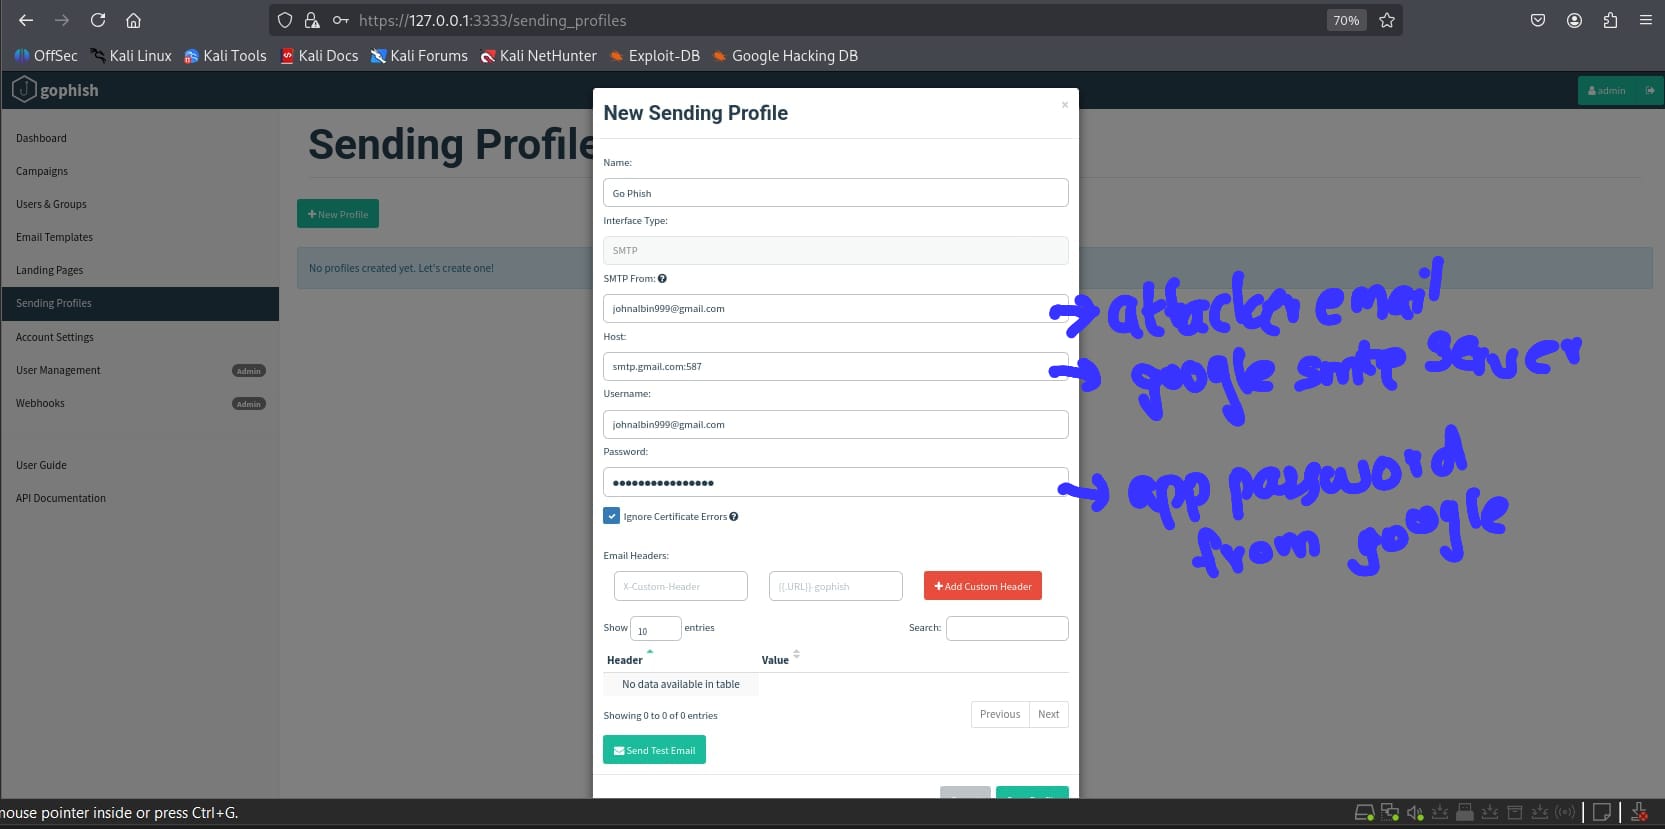 https://127.0.0.1:3333/sending_profiles
70%
OffSec Kali Linux Kali Tools Kali Docs Kali Forums Kali NetHunter Exploit-DB Google Hacking DB
gophish
admin
Dashboard
Campaigns
Users & Groups
Email Templates
Landing Pages
Sending Profiles
Account Settings
User Management Admin
Webhooks Admin
User Guide
API Documentation
Sending Profile
New Profile
No profiles created yet. Let's create one!
New Sending Profile
×
Name:
Go Phish
Interface Type:
SMTP
SMTP From:
johnalbin999@gmail.com
Host:
smtp.gmail.com:587
Username:
johnalbin999@gmail.com
Password:
••••••••••••••••
Ignore Certificate Errors
Email Headers:
X-Custom-Header {{.URL}}-gophish Add Custom Header
Show 10 entries Search:
Header Value
No data available in table
Showing 0 to 0 of 0 entries
Previous Next
Send Test Email
attacker email
google smtp server
app password
from google
mouse pointer inside or press Ctrl+G.